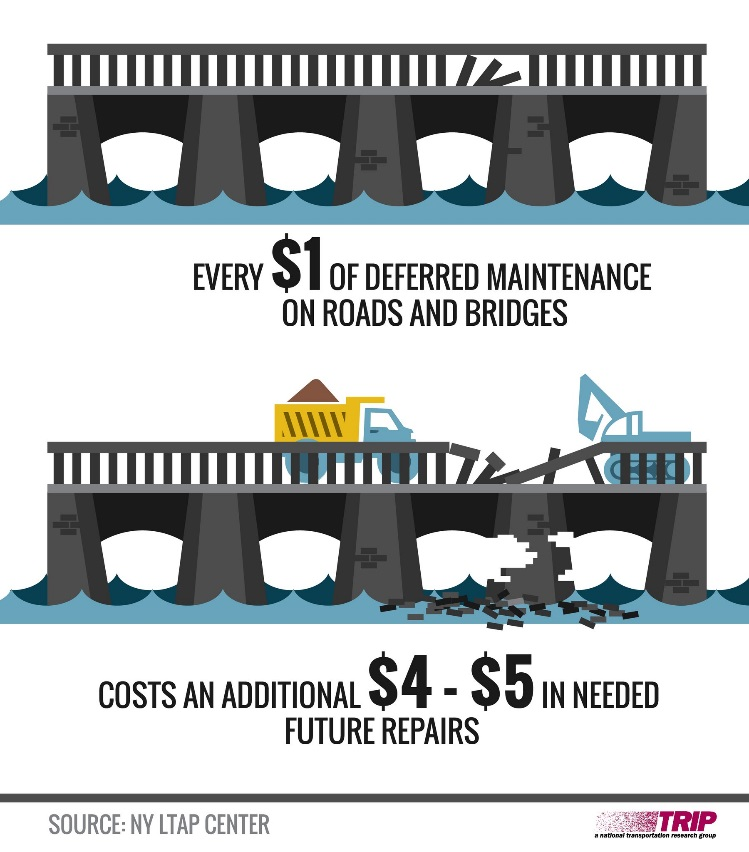 EVERY $1 OF DEFERRED MAINTENANCE
ON ROADS AND BRIDGES
COSTS AN ADDITIONAL $4 - $5 IN NEEDED
FUTURE REPAIRS
SOURCE: NY LTAP CENTER
TRIP
a national transportation research group